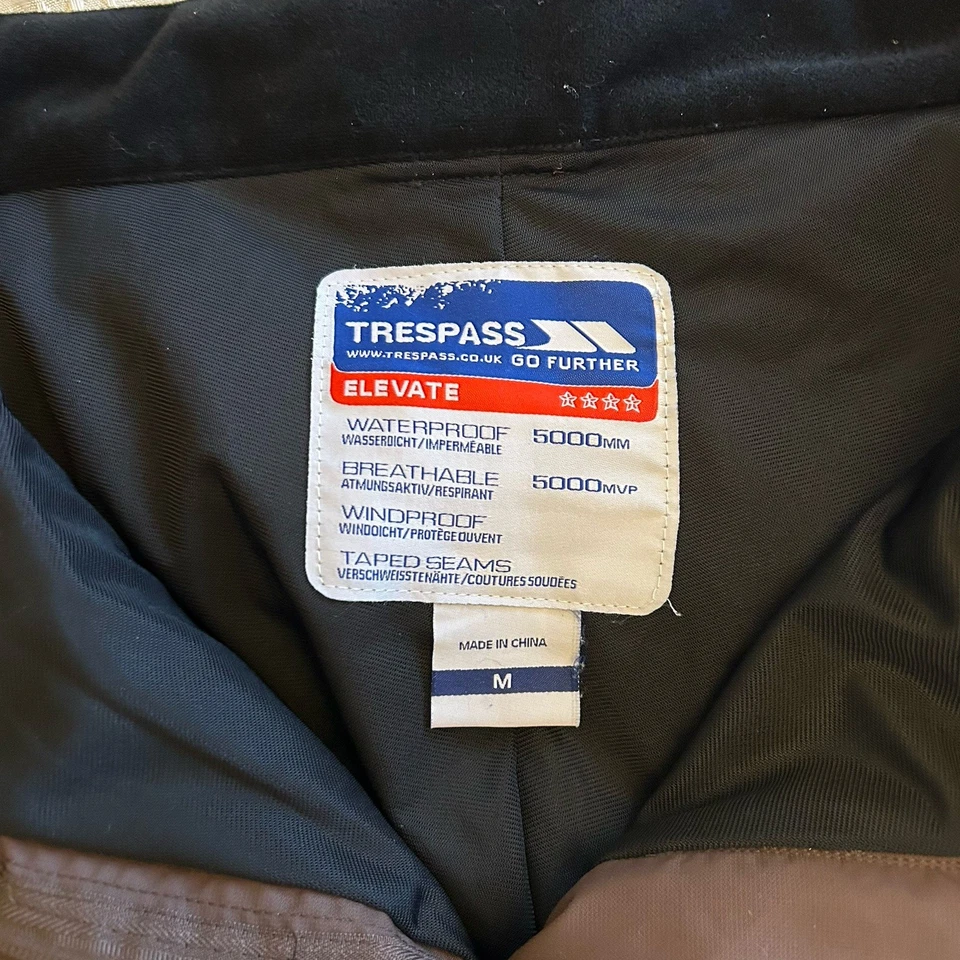 TRESPASS
WWW.TRESPASS.CO.UK GO FURTHER
ELEVATE
WATERPROOF 5000MM
WASSERDICHT/IMPERMÉABLE
BREATHABLE 5000MVP
ATMUNGSAKTIV/RESPIRANT
WINDPROOF
WINDDICHT/PROTÈGE DU VENT
TAPED SEAMS
VERSCHWEISSTENÄHTE/COUTURES SOUDÉES
MADE IN CHINA
M